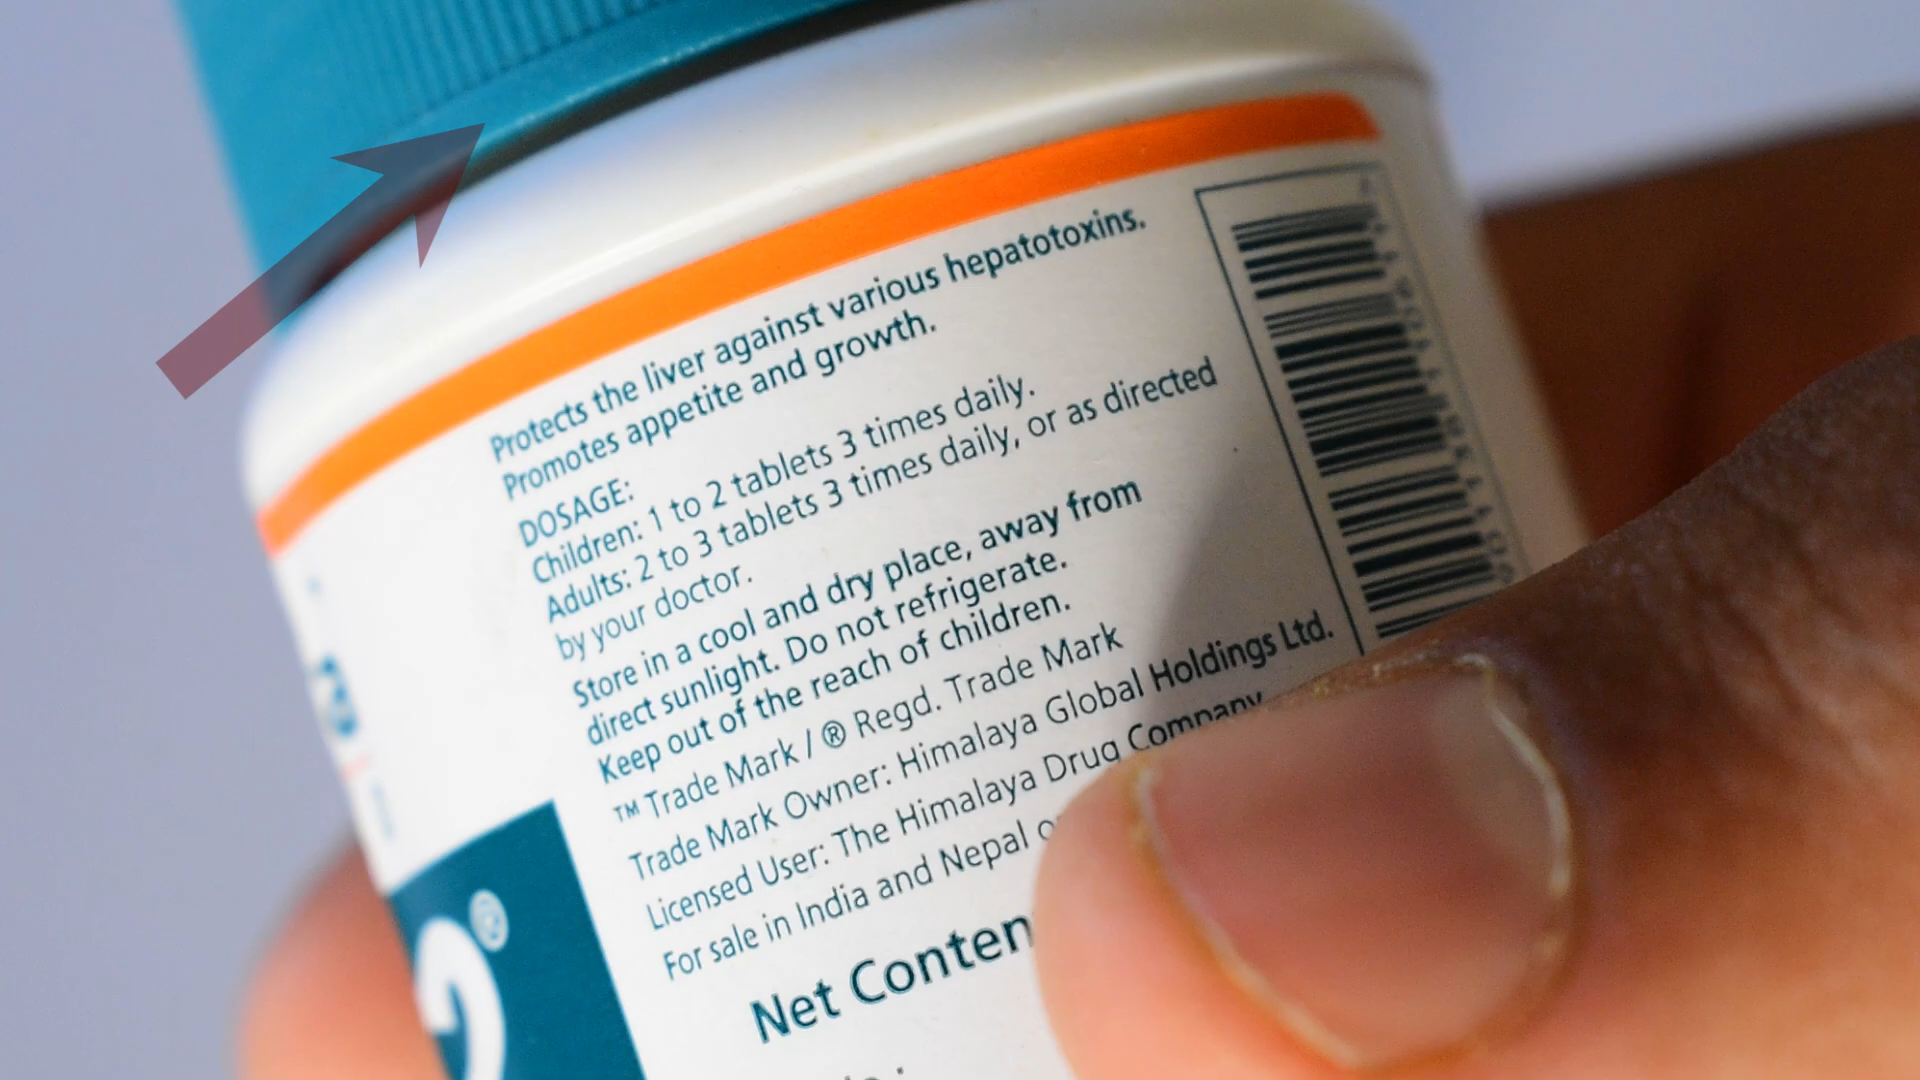 Protects the liver against various hepatotoxins.
Promotes appetite and growth.
DOSAGE:
Children: 1 to 2 tablets 3 times daily.
Adults: 2 to 3 tablets 3 times daily, or as directed
by your doctor.
Store in a cool and dry place, away from
direct sunlight. Do not refrigerate.
Keep out of the reach of children.
™ Trade Mark / ® Regd. Trade Mark
Trade Mark Owner: Himalaya Global Holdings Ltd.
Licensed User: The Himalaya Drug Company
For sale in India and Nepal
Net
®